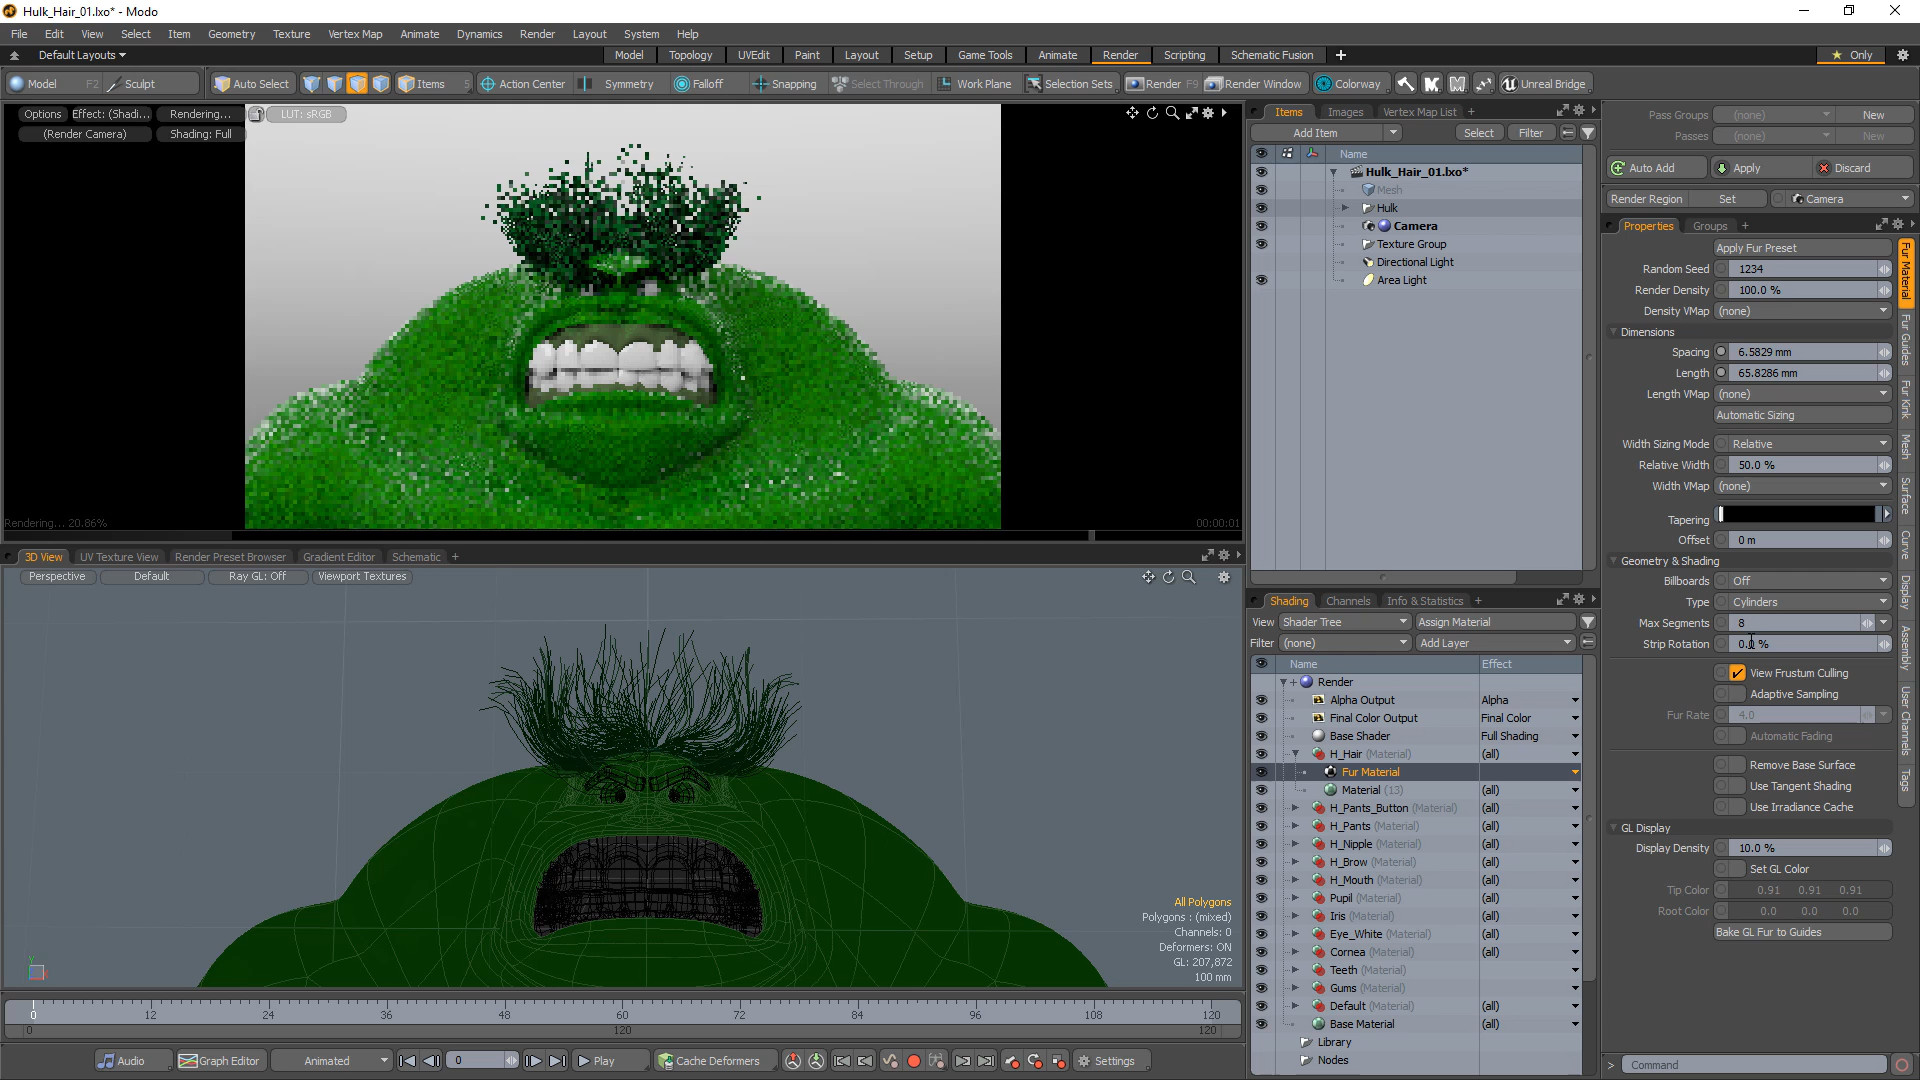 Hulk_Hair_01.lxo* - Modo
File Edit View Select Item Geometry Texture Vertex Map Animate Dynamics Render Layout System Help
Default Layouts Model Topology UVEdit Paint Layout Setup Game Tools Animate Render Scripting Schematic Fusion Only
Model F2 Sculpt Auto Select Items 5 Action Center Symmetry Falloff Snapping Select Through Work Plane Selection Sets Render F9 Render Window Colorway Unreal Bridge
Options Effect: (Shadi... Rendering... LUT: sRGB
(Render Camera) Shading: Full
Rendering... 20.86% 00:00:01
3D View UV Texture View Render Preset Browser Gradient Editor Schematic
Perspective Default Ray GL: Off Viewport Textures
All Polygons
Polygons : (mixed)
Channels: 0
Deformers: ON
GL: 207,872
100 mm
0 12 24 36 48 60 72 84 96 108 120
0 120 120
Audio Graph Editor Animated 0 Play Cache Deformers Settings
Items Images Vertex Map List
Add Item Select Filter
Name
Hulk_Hair_01.lxo*
Mesh
Hulk
Camera
Texture Group
Directional Light
Area Light
Shading Channels Info & Statistics
View Shader Tree Assign Material
Filter (none) Add Layer
Name Effect
Render
Alpha Output Alpha
Final Color Output Final Color
Base Shader Full Shading
H_Hair (Material) (all)
Fur Material
Material (13) (all)
H_Pants_Button (Material) (all)
H_Pants (Material) (all)
H_Nipple (Material) (all)
H_Brow (Material) (all)
H_Mouth (Material) (all)
Pupil (Material) (all)
Iris (Material) (all)
Eye_White (Material) (all)
Cornea (Material) (all)
Teeth (Material)
Gums (Material)
Default (Material) (all)
Base Material (all)
Library
Nodes
Pass Groups (none) New
Passes (none) New
Auto Add Apply Discard
Render Region Set Camera
Properties Groups
Apply Fur Preset
Random Seed 1234
Render Density 100.0 %
Density VMap (none)
Dimensions
Spacing 6.5829 mm
Length 65.8286 mm
Length VMap (none)
Automatic Sizing
Width Sizing Mode Relative
Relative Width 50.0 %
Width VMap (none)
Tapering
Offset 0 m
Geometry & Shading
Billboards Off
Type Cylinders
Max Segments 8
Strip Rotation 0.0 %
View Frustum Culling
Adaptive Sampling
Fur Rate 4.0
Automatic Fading
Remove Base Surface
Use Tangent Shading
Use Irradiance Cache
GL Display
Display Density 10.0 %
Set GL Color
Tip Color 0.91 0.91 0.91
Root Color 0.0 0.0 0.0
Bake GL Fur to Guides
Command
Fur Material
Fur Guides
Fur Kink
Mesh
Surface
Curve
Display
Assembly
User Channels
Tags